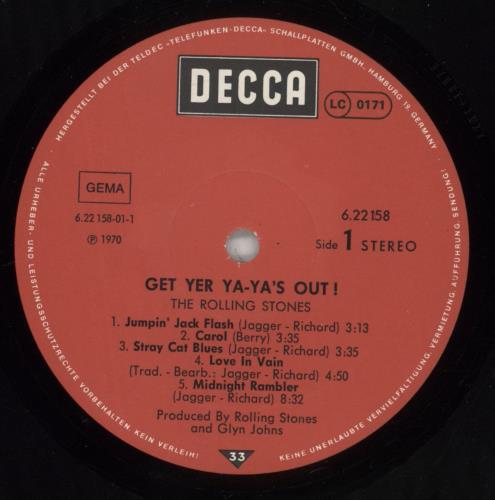 HERGESTELLT BEI DER TELDEC »TELEFUNKEN-DECCA« SCHALLPLATTEN GMBH, HAMBURG 19, GERMANY · ALLE URHEBER- UND LEISTUNGSSCHUTZRECHTE VORBEHALTEN KEIN VERLEIH! KEINE UNERLAUBTE VERVIELFÄLTIGUNG, VERMIETUNG, AUFFÜHRUNG, SENDUNG!
DECCA
LC 0171
GEMA
6.22 158-01-1
6.22158
Ⓟ 1970
Side 1 STEREO
GET YER YA-YA'S OUT!
THE ROLLING STONES
1. Jumpin' Jack Flash (Jagger - Richord) 3:13
2. Carol (Berry) 3:35
3. Stray Cat Blues (Jagger - Richard) 3:35
4. Love In Vain
(Trad. - Bearb.: Jagger - Richard) 4:50
5. Midnight Rambler
(Jagger - Richard) 8:32
Produced By Rolling Stones
and Glyn Johns
33